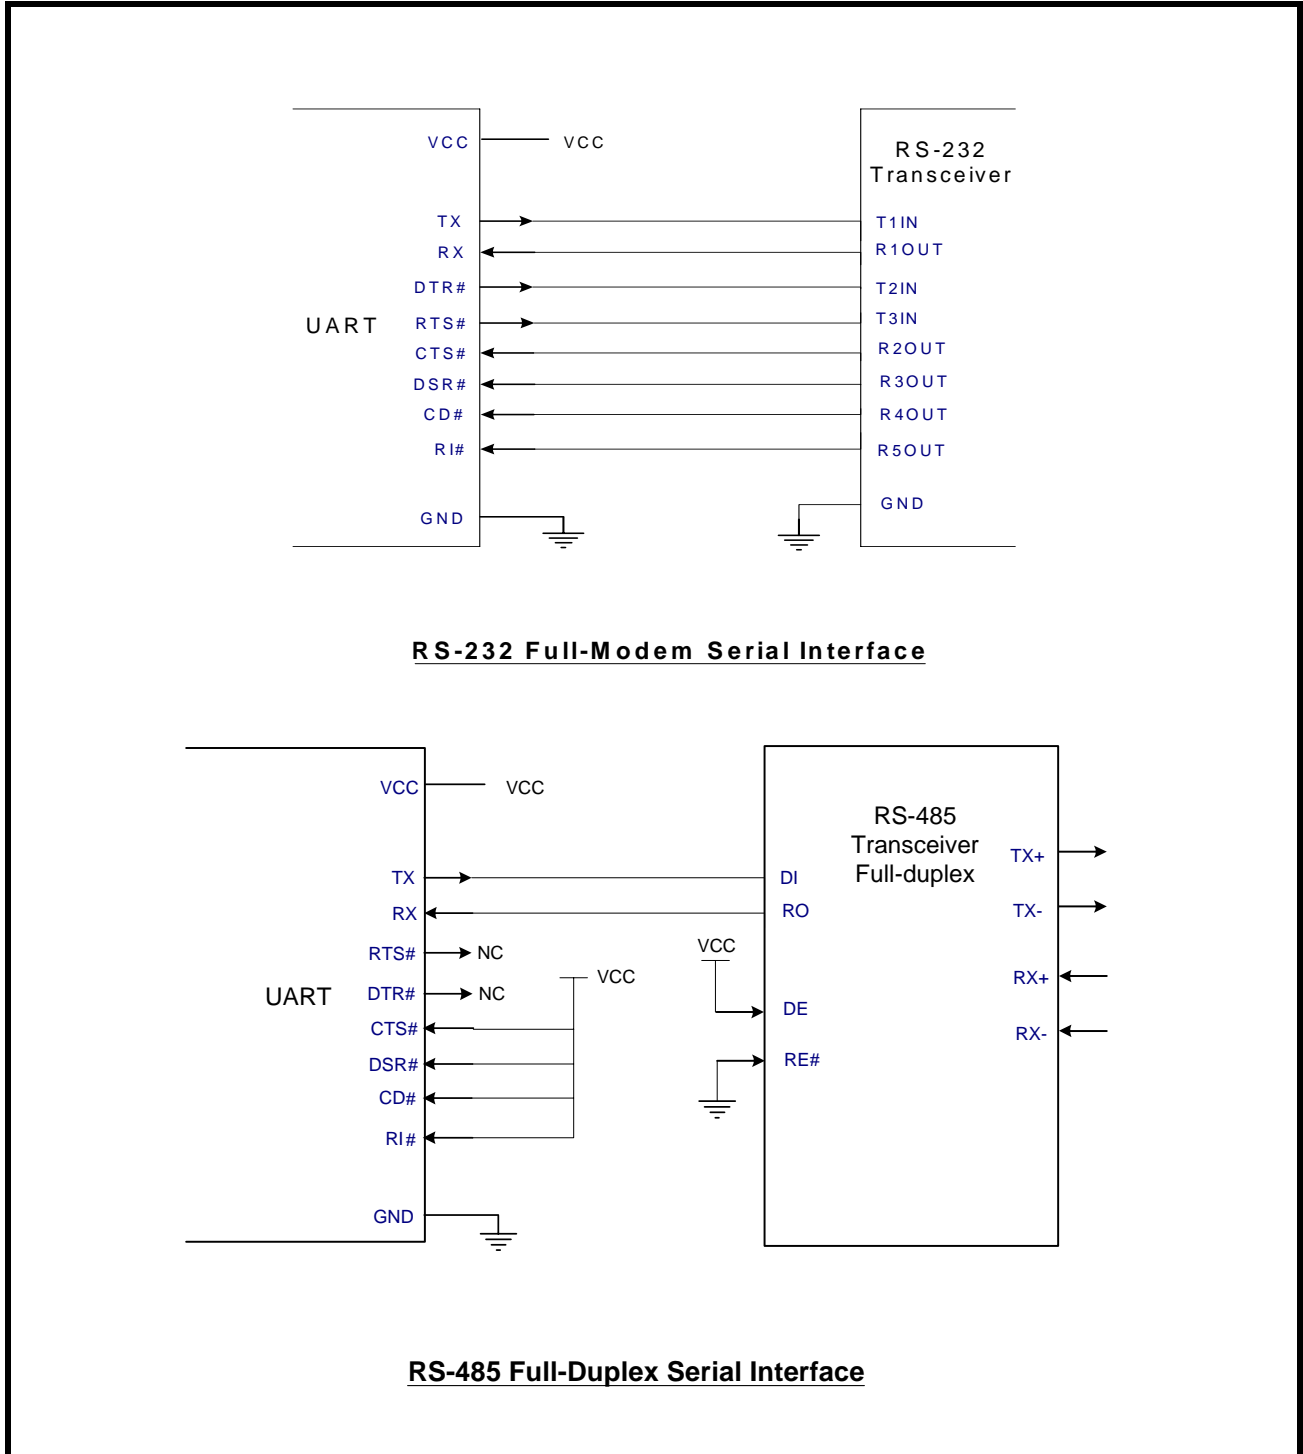 VCC VCC
RS-232
Transceiver
TX T1IN
RX R1OUT
DTR# T2IN
UART RTS# T3IN
CTS# R2OUT
DSR# R3OUT
CD# R4OUT
RI# R5OUT
GND GND
RS-232 Full-Modem Serial Interface
VCC VCC
RS-485
Transceiver
Full-duplex
TX+
TX DI
RX RO TX-
RTS# NC VCC
VCC RX+
UART DTR# NC
DE
CTS# RX-
DSR# RE#
CD#
RI#
GND
RS-485 Full-Duplex Serial Interface